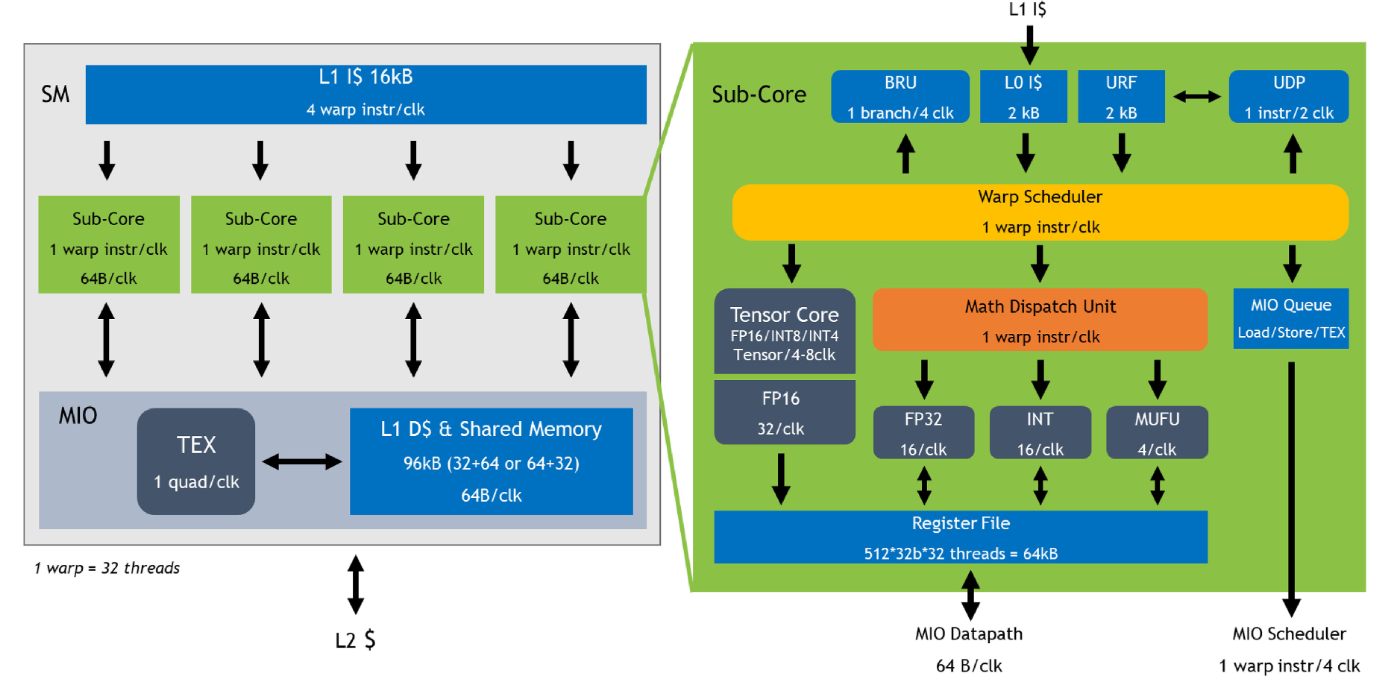 SM
L1 I$ 16kB
4 warp instr/clk
Sub-Core
1 warp instr/clk
64B/clk
Sub-Core
1 warp instr/clk
64B/clk
Sub-Core
1 warp instr/clk
64B/clk
Sub-Core
1 warp instr/clk
64B/clk
MIO
TEX
1 quad/clk
L1 D$ & Shared Memory
96kB (32+64 or 64+32)
64B/clk
1 warp = 32 threads
L2 $
L1 I$
Sub-Core
BRU
1 branch/4 clk
L0 I$
2 kB
URF
2 kB
UDP
1 instr/2 clk
Warp Scheduler
1 warp instr/clk
Tensor Core
FP16/INT8/INT4
Tensor/4-8clk
FP16
32/clk
Math Dispatch Unit
1 warp instr/clk
MIO Queue
Load/Store/TEX
FP32
16/clk
INT
16/clk
MUFU
4/clk
Register File
512*32b*32 threads = 64kB
MIO Datapath
64 B/clk
MIO Scheduler
1 warp instr/4 clk